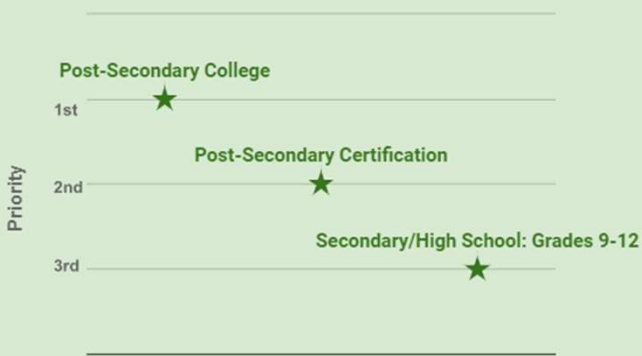 Post-Secondary College
1st
Post-Secondary Certification
2nd
Priority
Secondary/High School: Grades 9-12
3rd